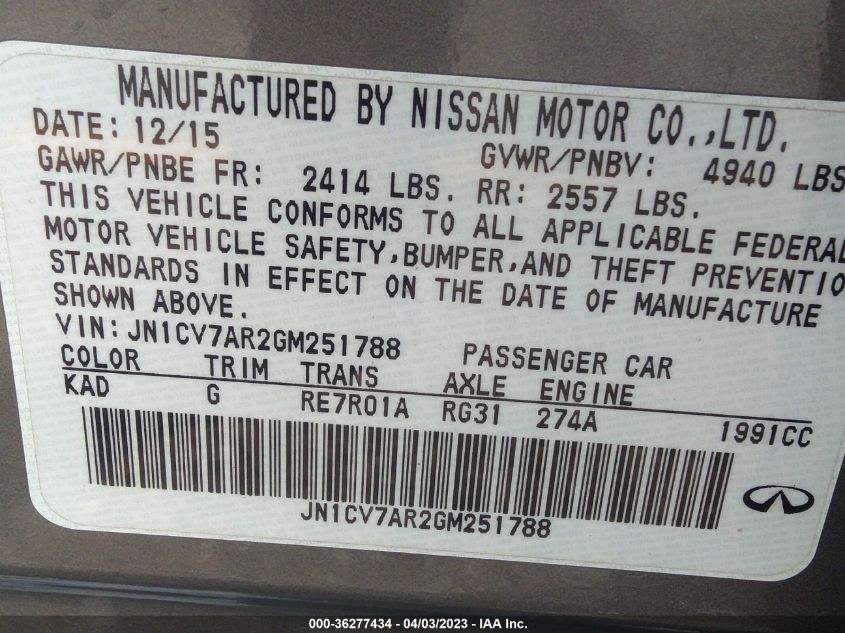 MANUFACTURED BY NISSAN MOTOR CO.,LTD.
DATE: 12/15 GVWR/PNBV: 4940 LBS
GAWR/PNBE FR: 2414 LBS. RR: 2557 LBS.
THIS VEHICLE CONFORMS TO ALL APPLICABLE FEDERAL
MOTOR VEHICLE SAFETY,BUMPER,AND THEFT PREVENTIO
STANDARDS IN EFFECT ON THE DATE OF MANUFACTURE
SHOWN ABOVE.
VIN:JN1CV7AR2GM251788 PASSENGER CAR
COLOR TRIM TRANS AXLE ENGINE
KAD G RE7R01A RG31 274A 1991CC
JN1CV7AR2GM251788
000-36277434 - 04/03/2023 - IAA Inc.